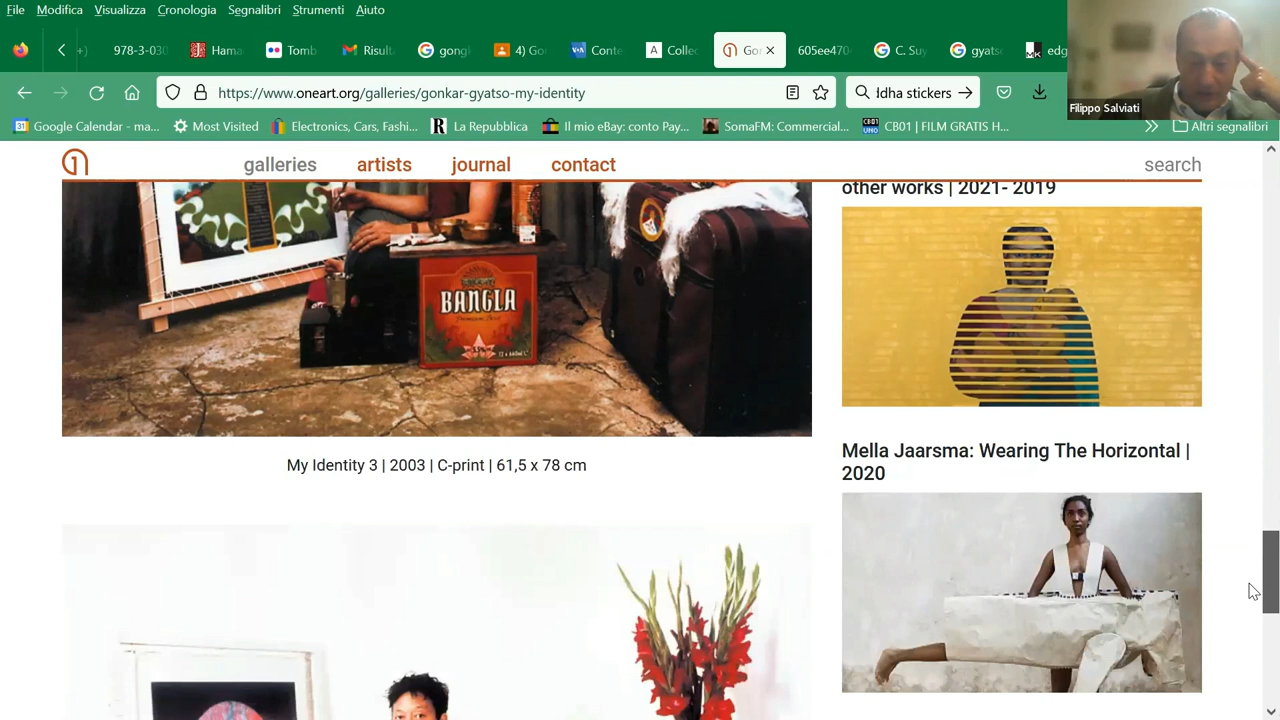 File Modifica Visualizza Cronologia Segnalibri Strumenti Aiuto
978-3-030 Hama Tomb Risult gong 4) Go Conte Colle Go C. Su gyats edg
https://www.oneart.org/galleries/gonkar-gyatso-my-identity
ldha stickers
Filippo Salviati
Google Calendar - ma... Most Visited Electronics, Cars, Fashi... La Repubblica Il mio eBay: conto Pay... SomaFM: Commercial... CB01 | FILM GRATIS H... Altri segnalibri
galleries artists journal contact search
other works | 2021- 2019
BANGLA
Premium Beer
My Identity 3 | 2003 | C-print | 61,5 x 78 cm
Mella Jaarsma: Wearing The Horizontal |
2020